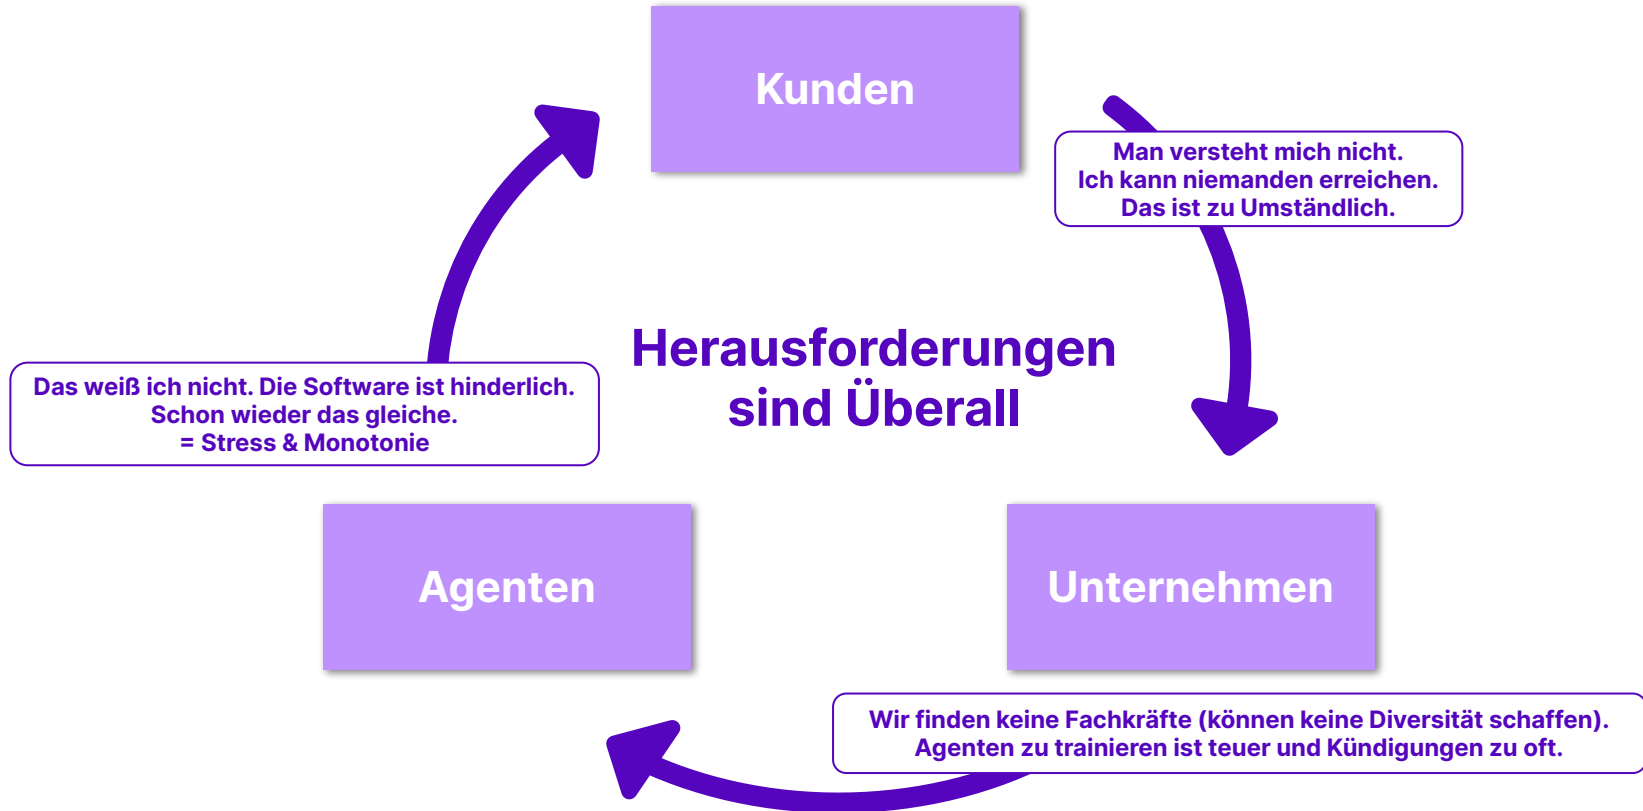 Kunden
Man versteht mich nicht.
Ich kann niemanden erreichen.
Das ist zu Umständlich.
Herausforderungen
sind Überall
Das weiß ich nicht. Die Software ist hinderlich.
Schon wieder das gleiche.
= Stress & Monotonie
Agenten
Unternehmen
Wir finden keine Fachkräfte (können keine Diversität schaffen).
Agenten zu trainieren ist teuer und Kündigungen zu oft.